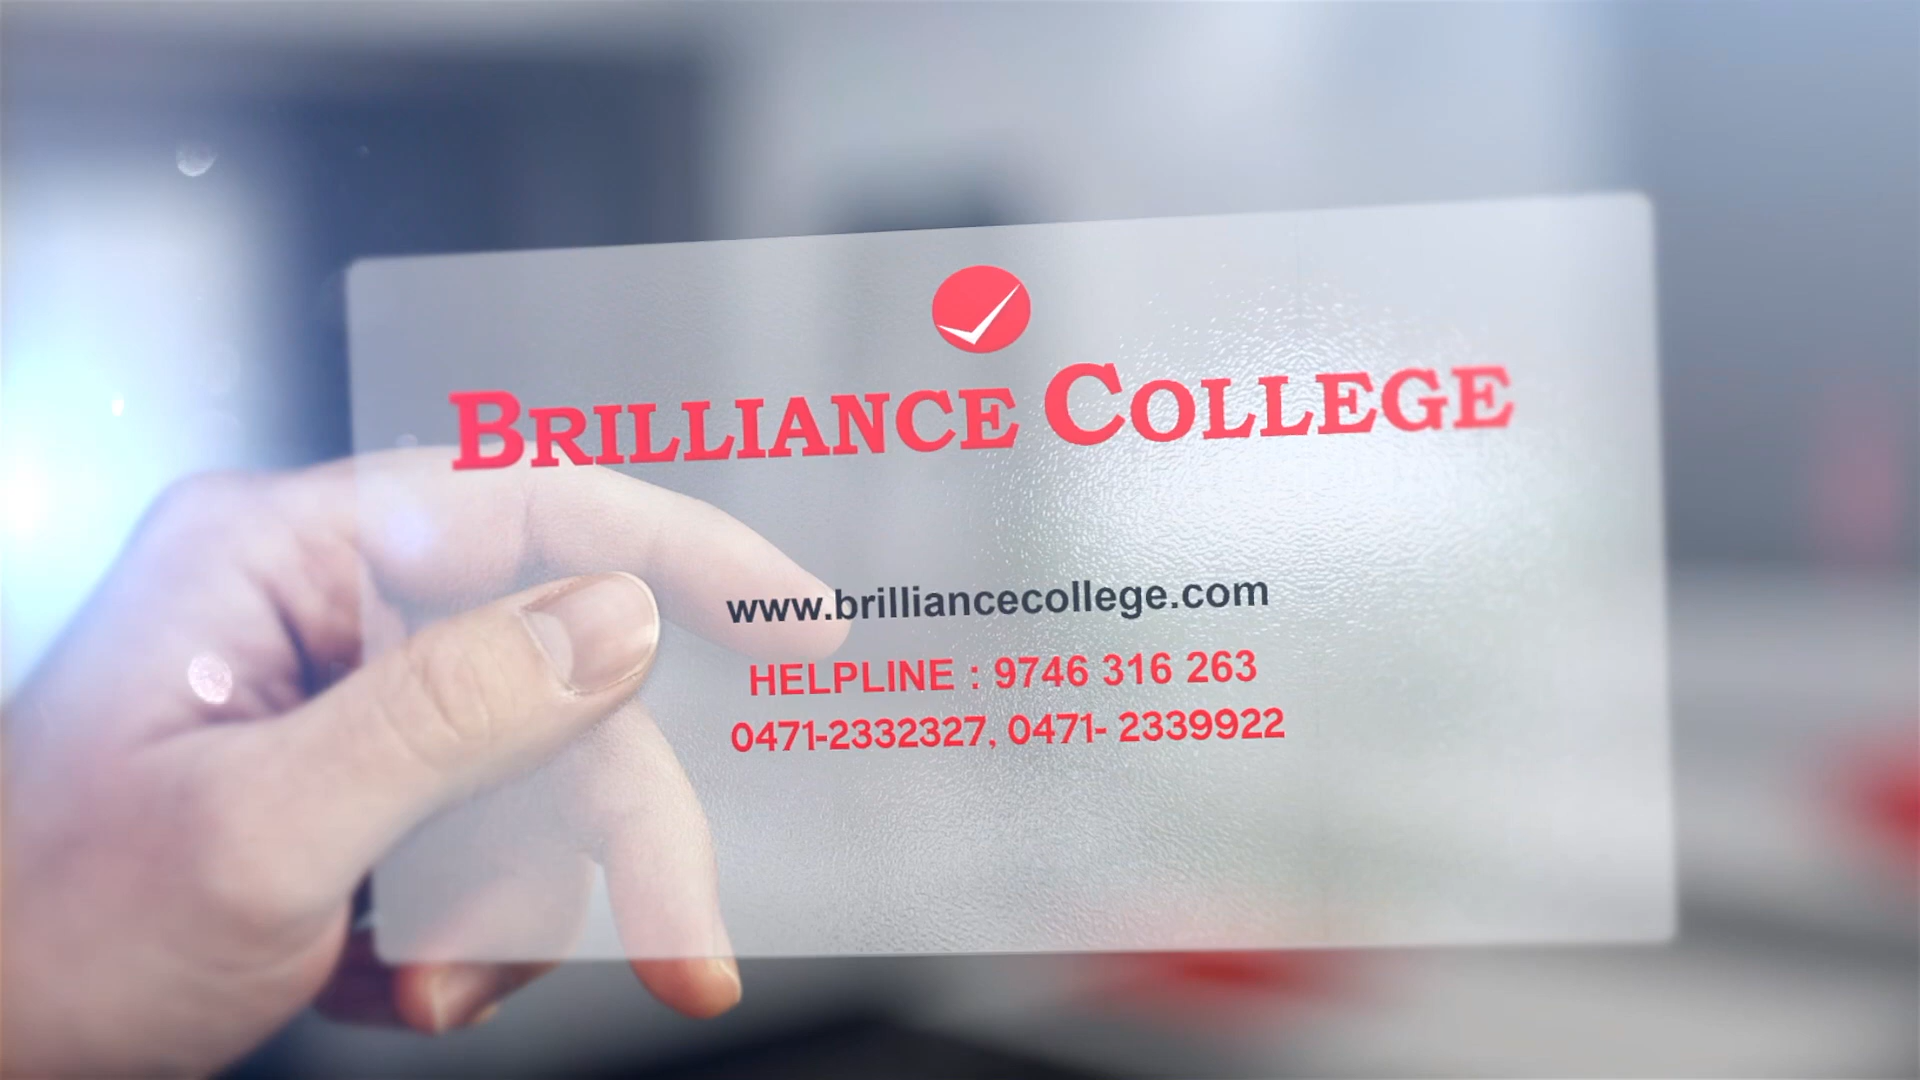 BRILLIANCE COLLEGE
www.brilliancecollege.com
HELPLINE : 9746 316 263
0471-2332327, 0471- 2339922